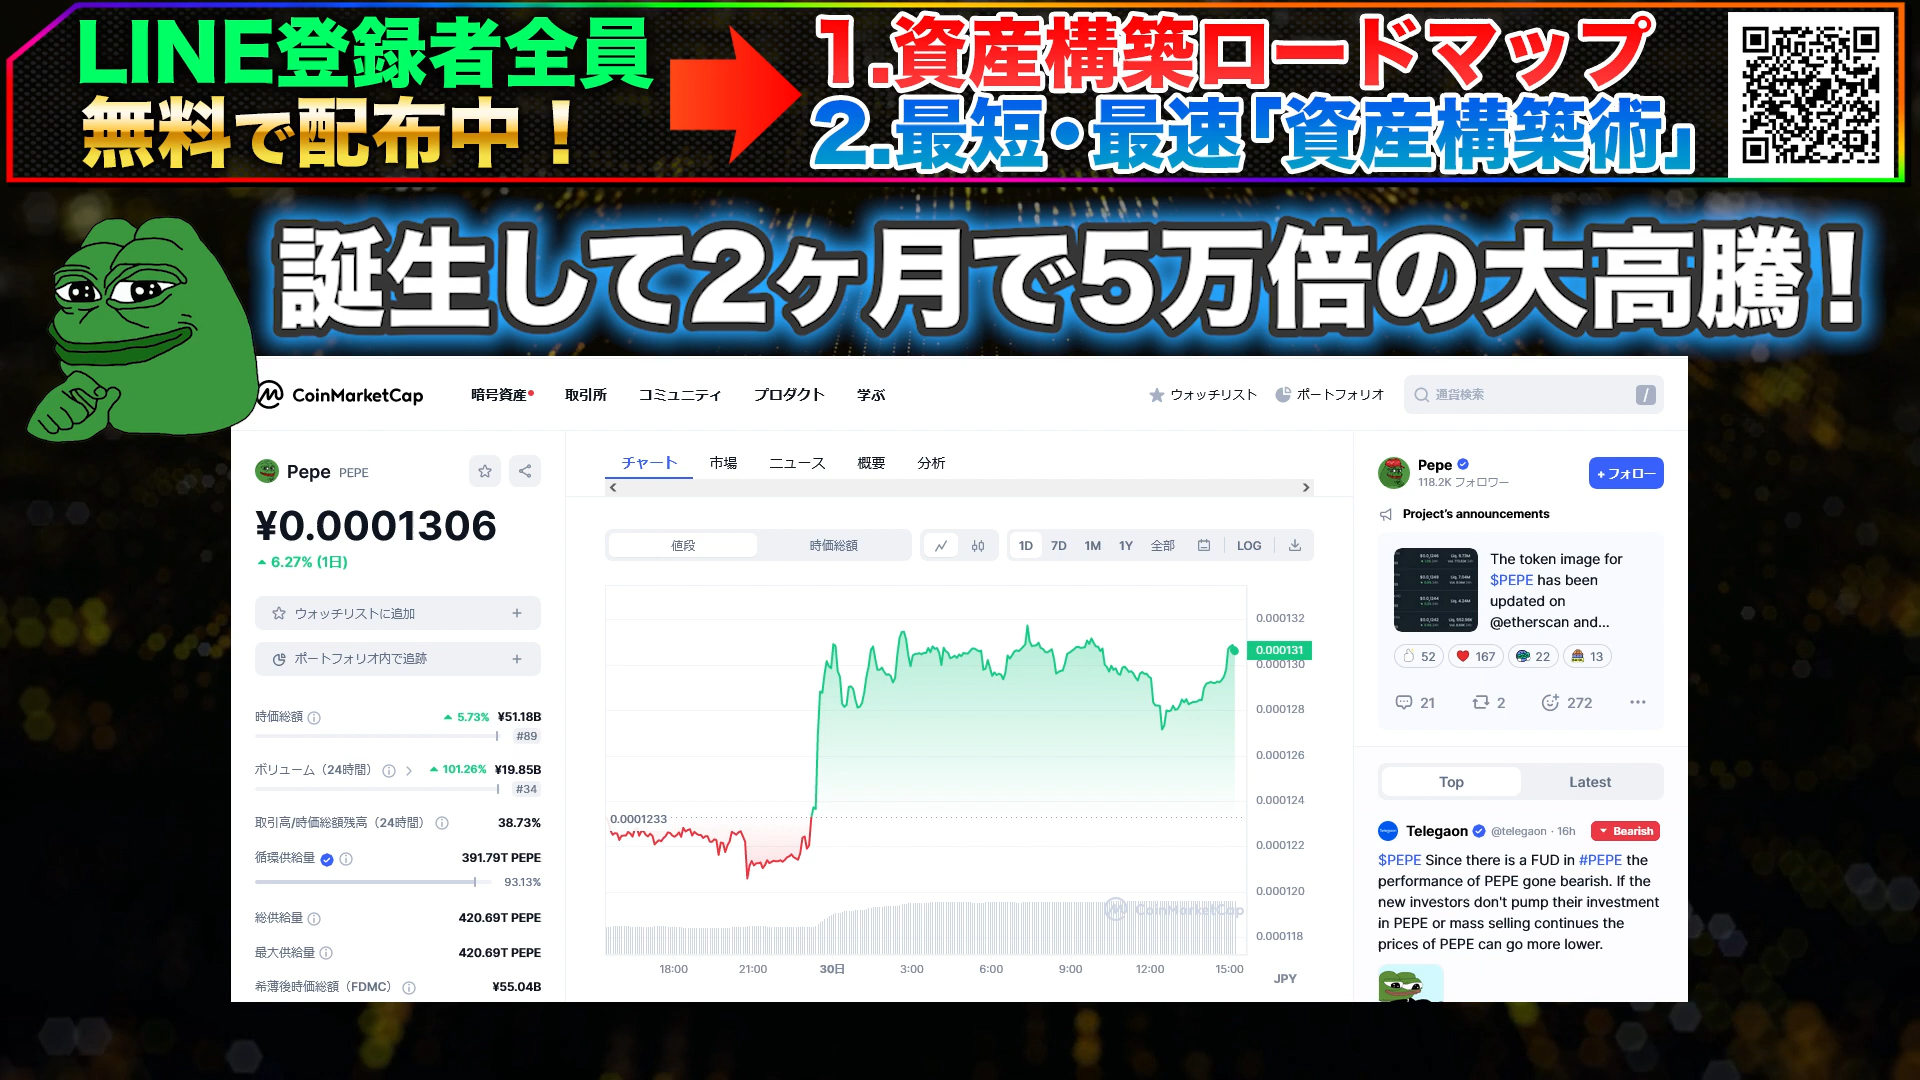 LINE登録者全員
無料で配布中！
1.資産構築ロードマップ
2.最短・最速「資産構築術」
誕生して2ヶ月で5万倍の大高騰！
CoinMarketCap
暗号資産
取引所
コミュニティ
プロダクト
学ぶ
ウォッチリスト
ポートフォリオ
通貨検索
/
Pepe PEPE
¥0.0001306
6.27% (1日)
ウォッチリストに追加 +
ポートフォリオ内で追跡 +
時価総額 5.73% ¥51.18B
#89
ボリューム（24時間） > 101.26% ¥19.85B
#34
取引高/時価総額残高（24時間） 38.73%
循環供給量 391.79T PEPE
93.13%
総供給量 420.69T PEPE
最大供給量 420.69T PEPE
希薄後時価総額（FDMC） ¥55.04B
チャート 市場 ニュース 概要 分析
値段 時価総額
1D 7D 1M 1Y 全部 LOG
0.000132
0.000131
0.000130
0.000128
0.000126
0.000124
0.0001233
0.000122
0.000120
0.000118
CoinMarketCap
18:00 21:00 30日 3:00 6:00 9:00 12:00 15:00
JPY
Pepe
118.2K フォロワー
+フォロー
Project's announcements
The token image for
$PEPE has been
updated on
@etherscan and...
52 167 22 13
21 2 272
Top Latest
Telegaon @telegaon · 16h Bearish
$PEPE Since there is a FUD in #PEPE the
performance of PEPE gone bearish. If the
new investors don't pump their investment
in PEPE or mass selling continues the
prices of PEPE can go more lower.